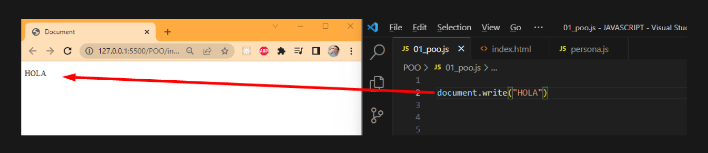 Document
127.0.0.1:5500/POO/in...
ABP
HOLA
File Edit Selection View Go ... 01_poo.js - JAVASCRIPT - Visual Stud
JS 01_poo.js index.html JS persona.js
POO > JS 01_poo.js > ...
1
2 document.write("HOLA")
3
4
5